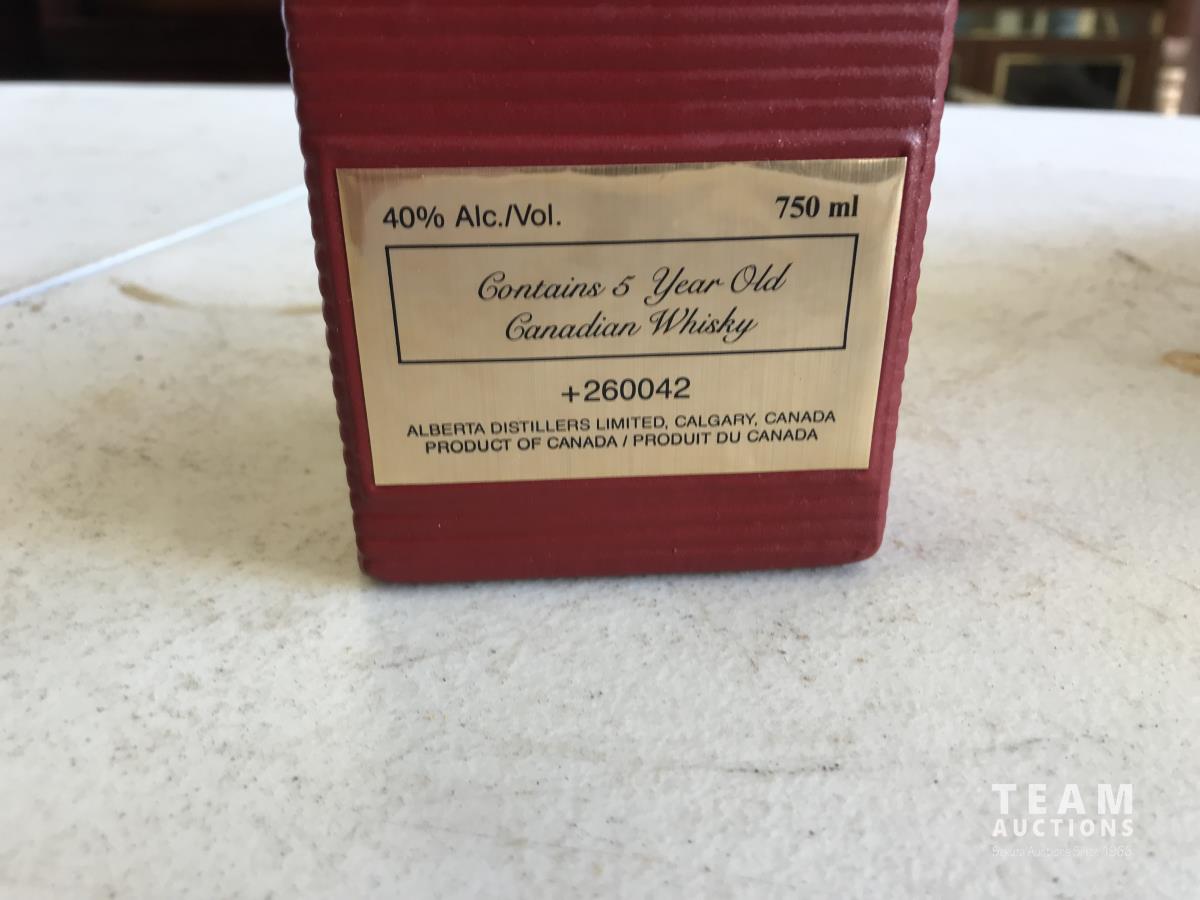 40% Alc./Vol. 750 ml
Contains 5 Year Old
Canadian Whisky
+260042
ALBERTA DISTILLERS LIMITED, CALGARY, CANADA
PRODUCT OF CANADA / PRODUIT DU CANADA
TEAM
AUCTIONS